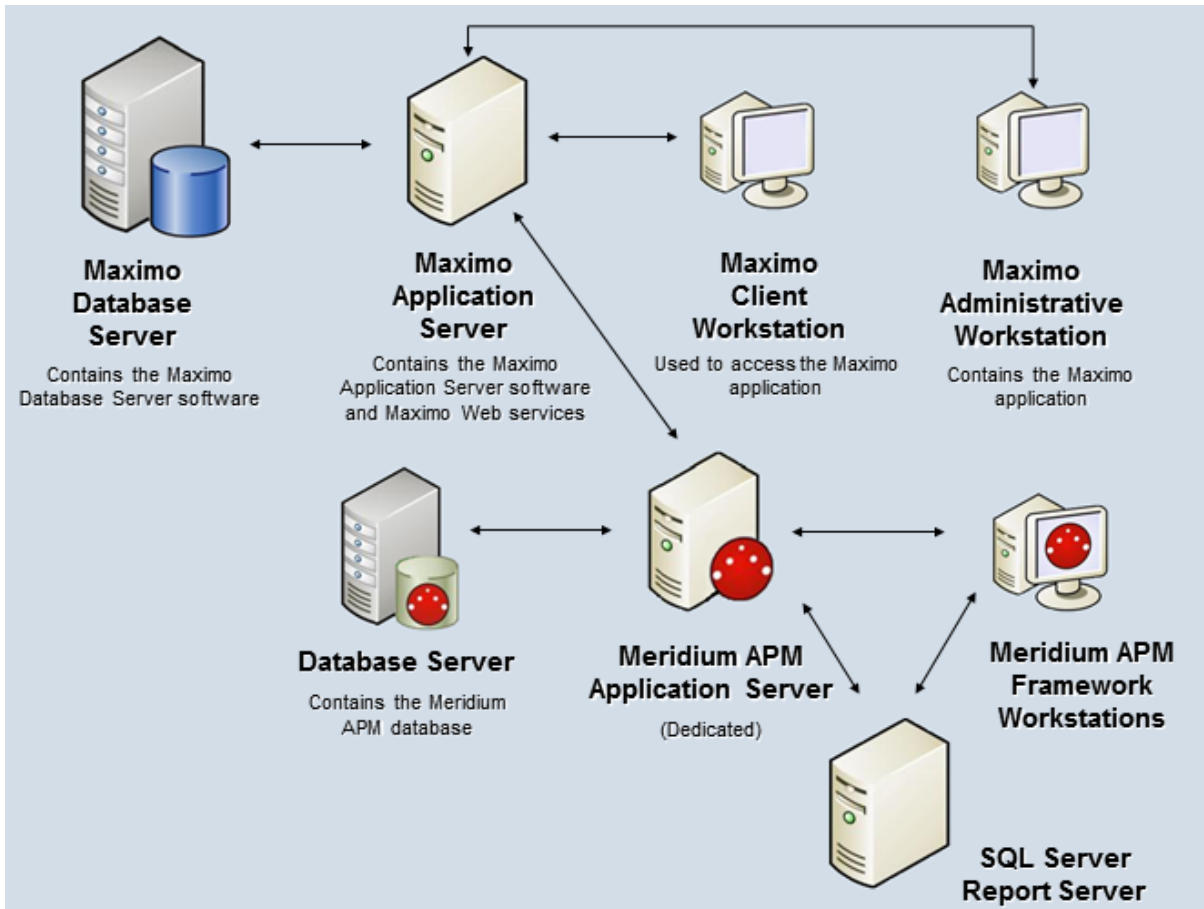 Maximo
Database
Server
Contains the Maximo
Database Server software
Maximo
Application
Server
Contains the Maximo
Application Server software
and Maximo Web services
Maximo
Client
Workstation
Used to access the Maximo
application
Maximo
Administrative
Workstation
Contains the Maximo
application
Database Server
Contains the Meridium
APM database
Meridium APM
Application Server
(Dedicated)
Meridium APM
Framework
Workstations
SQL Server
Report Server